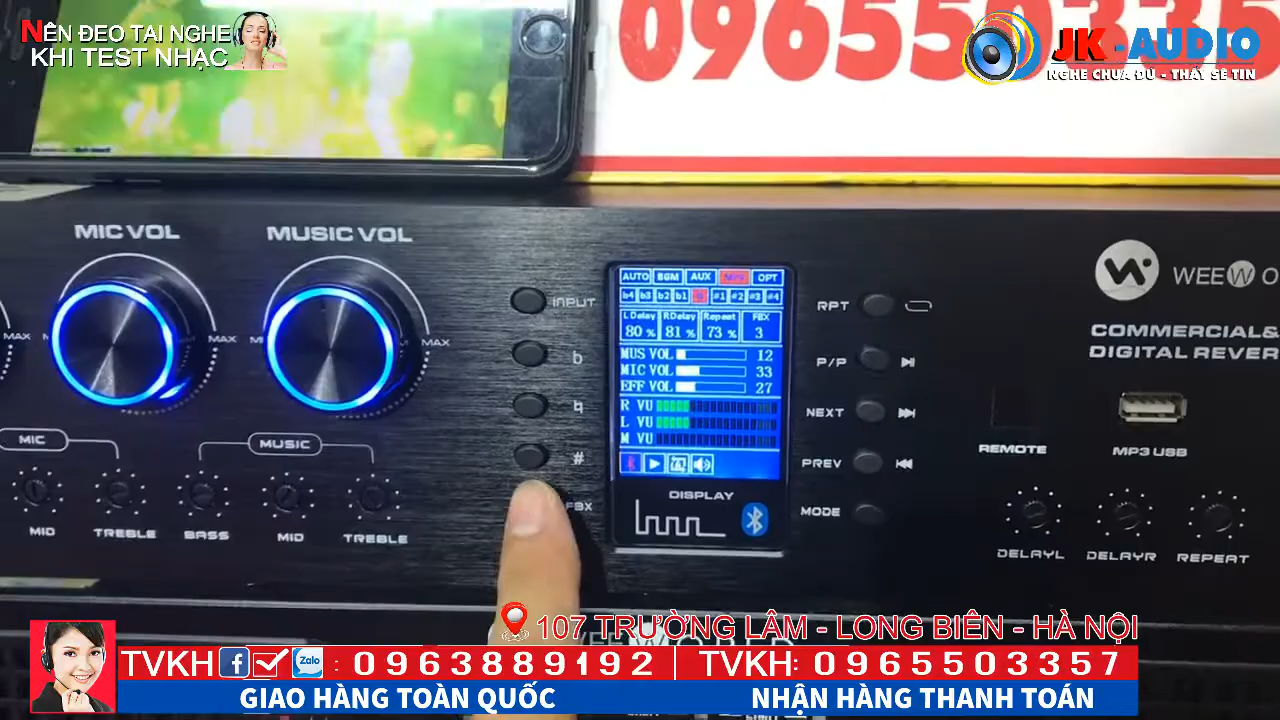 NÊN ĐEO TAI NGHE
KHI TEST NHẠC
096550335
JK-AUDIO
NGHE CHƯA ĐỦ - THẤY SẼ TIN
MIC VOL
MUSIC VOL
MAX
MAX
MAX
INPUT
b
♮
#
FBX
MIC
MUSIC
MID
TREBLE
BASS
MID
TREBLE
AUTO BGM AUX MP3 OPT
b4 b3 b2 b1 #1 #2 #3 #4
L Delay R Delay Repeat FBX
80 % 81 % 73 % 3
MUS VOL 12
MIC VOL 33
EFF VOL 27
R VU
L VU
M VU
DISPLAY
RPT
P/P
NEXT
PREV
MODE
WEEW O
COMMERCIAL&
DIGITAL REVER
REMOTE
MP3 USB
DELAYL
DELAYR
REPEAT
107 TRƯỜNG LÂM - LONG BIÊN - HÀ NỘI
TVKH f Zalo : 0963889192 | TVKH: 0965503357
GIAO HÀNG TOÀN QUỐC
NHẬN HÀNG THANH TOÁN